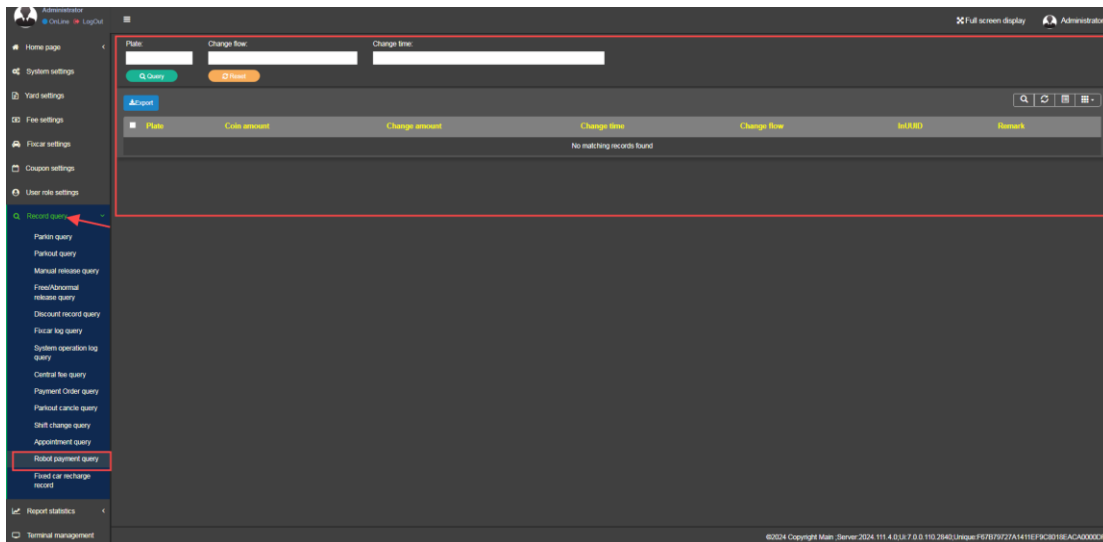 Administrator
OnLine LogOut
Full screen display
Administrator
Home page
System settings
Yard settings
Fee settings
Fixcar settings
Coupon settings
User role settings
Record query
Parkin query
Parkout query
Manual release query
Free/Abnormal
release query
Discount record query
Fixcar log query
System operation log
query
Central fee query
Payment Order query
Parkout cancle query
Shift change query
Appointment query
Robot payment query
Fixed car recharge
record
Report statistics
Terminal management
Plate: Change flow: Change time:
Query Reset
Export
Plate Coin amount Change amount Change time Change flow InUUID Remark
No matching records found
©2024 Copyright Main ;Server:2024.111.4.0;UI:7.0.0.110.2840;Unique: